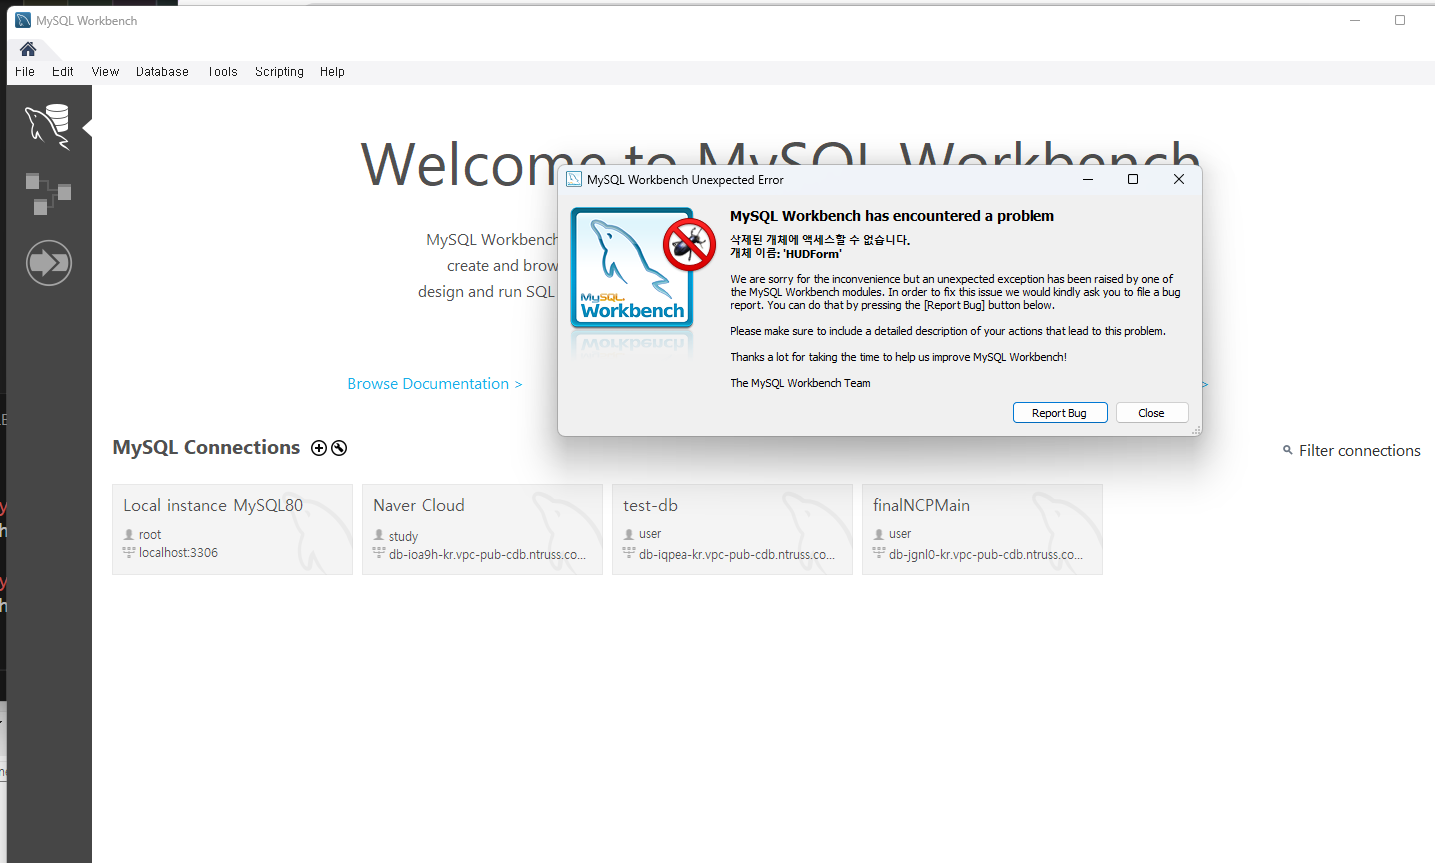 MySQL Workbench
File Edit View Database Tools Scripting Help
Welcome to MySQL Workbench
MySQL Workbench Unexpected Error
MySQL Workbench has encountered a problem
삭제된 개체에 액세스할 수 없습니다.
개체 이름: 'HUDForm'
We are sorry for the inconvenience but an unexpected exception has been raised by one of
the MySQL Workbench modules. In order to fix this issue we would kindly ask you to file a bug
report. You can do that by pressing the [Report Bug] button below.
Please make sure to include a detailed description of your actions that lead to this problem.
Thanks a lot for taking the time to help us improve MySQL Workbench!
The MySQL Workbench Team
Report Bug Close
MySQL.
Workbench
MySQL Workbench
create and brow
design and run SQL
Browse Documentation >
>
MySQL Connections
Filter connections
Local instance MySQL80
root
localhost:3306
Naver Cloud
study
db-ioa9h-kr.vpc-pub-cdb.ntruss.co...
test-db
user
db-iqpea-kr.vpc-pub-cdb.ntruss.co...
finalNCPMain
user
db-jgnl0-kr.vpc-pub-cdb.ntruss.co...